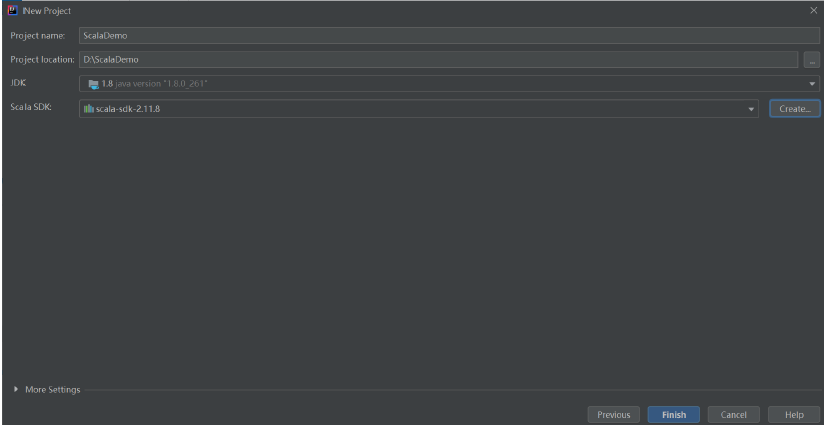 New Project
Project name: ScalaDemo
Project location: D:\ScalaDemo ...
JDK: 1.8 java version "1.8.0_261"
Scala SDK: scala-sdk-2.11.8 Create...
More Settings
Previous Finish Cancel Help